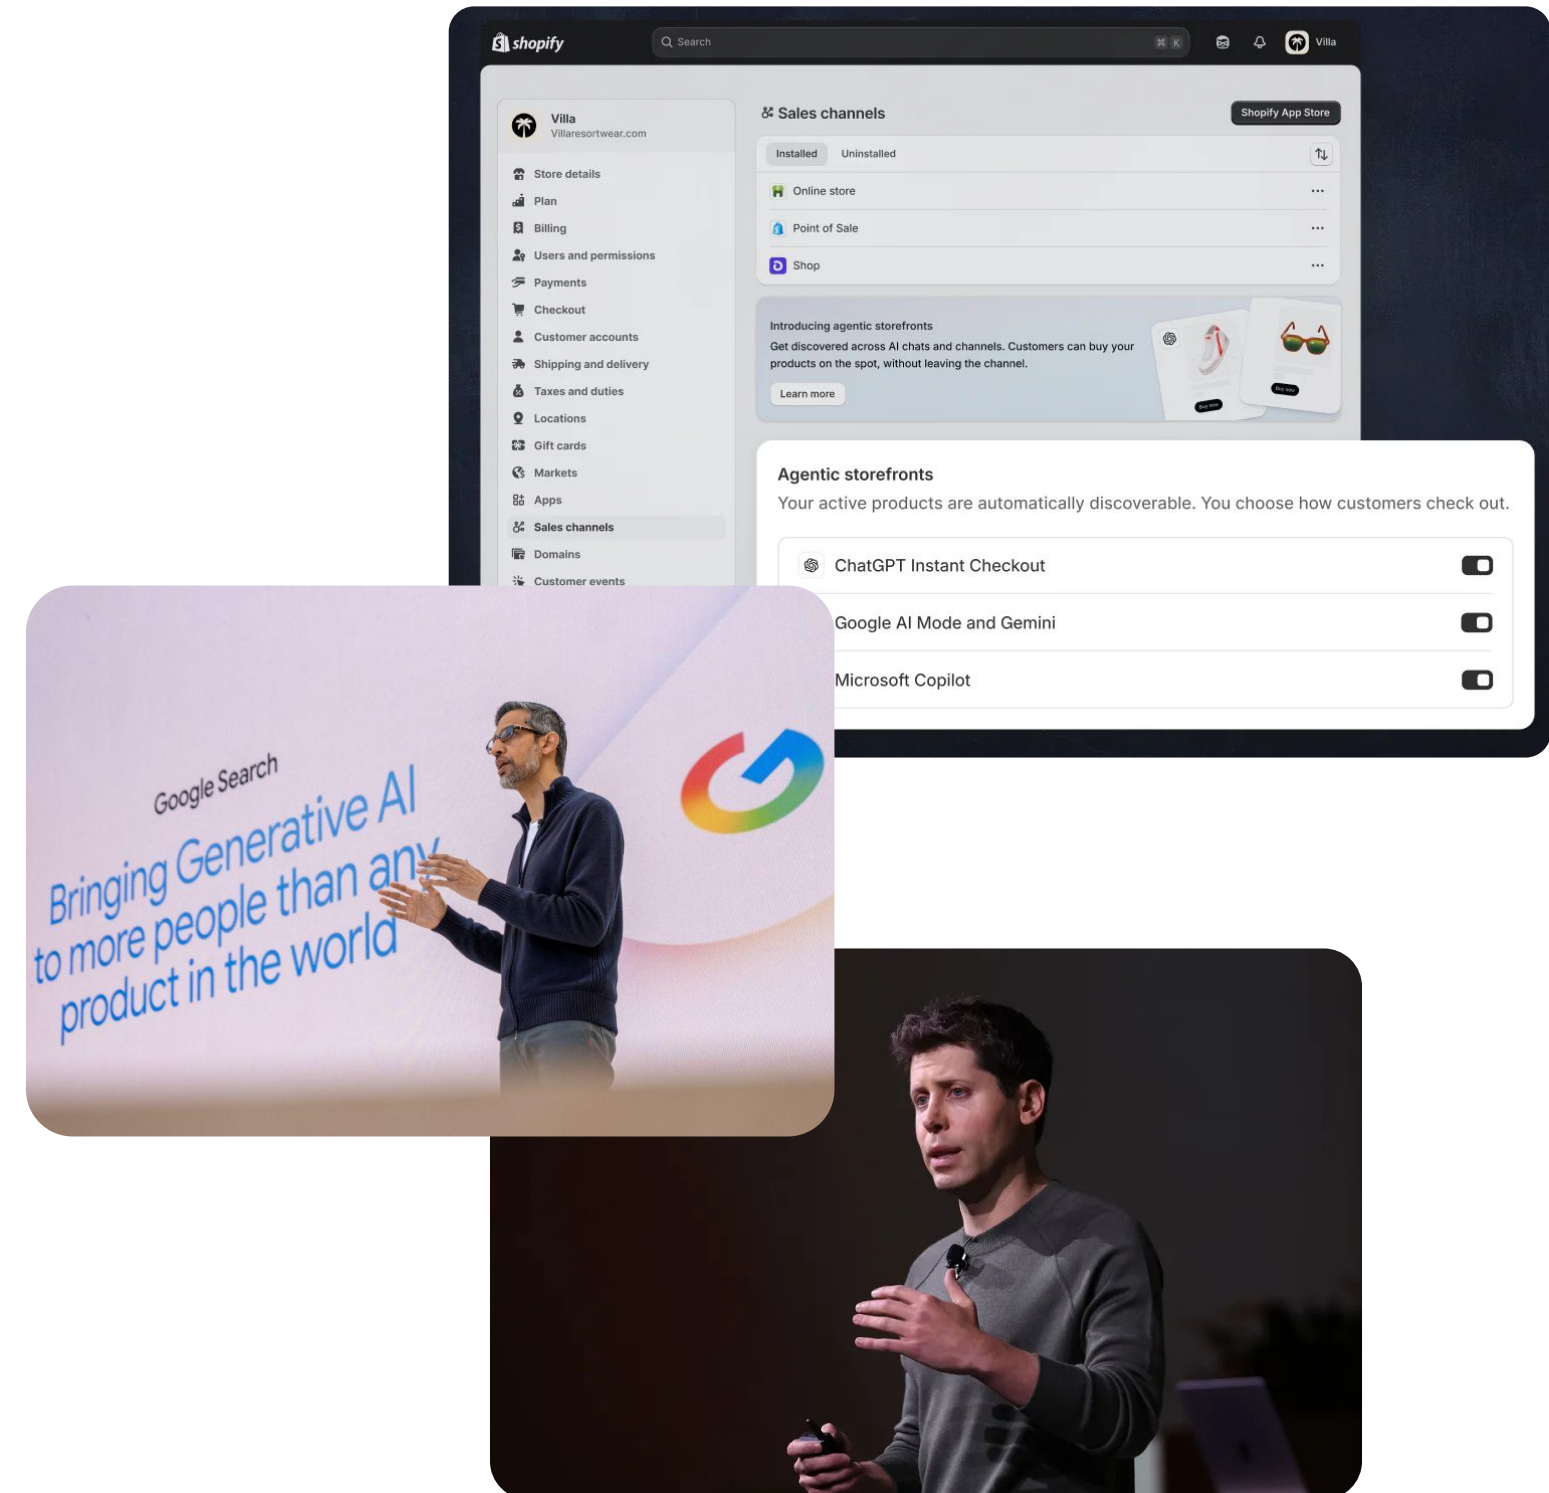 shopify
Search
⌘ K
Villa
Villa
Villaresortwear.com
Store details
Plan
Billing
Users and permissions
Payments
Checkout
Customer accounts
Shipping and delivery
Taxes and duties
Locations
Gift cards
Markets
Apps
Sales channels
Domains
Customer events
Sales channels
Shopify App Store
Installed
Uninstalled
Online store
Point of Sale
Shop
Introducing agentic storefronts
Get discovered across AI chats and channels. Customers can buy your
products on the spot, without leaving the channel.
Learn more
Buy now
Buy now
Agentic storefronts
Your active products are automatically discoverable. You choose how customers check out.
ChatGPT Instant Checkout
Google AI Mode and Gemini
Microsoft Copilot
Google Search
Bringing Generative AI
to more people than any
product in the world